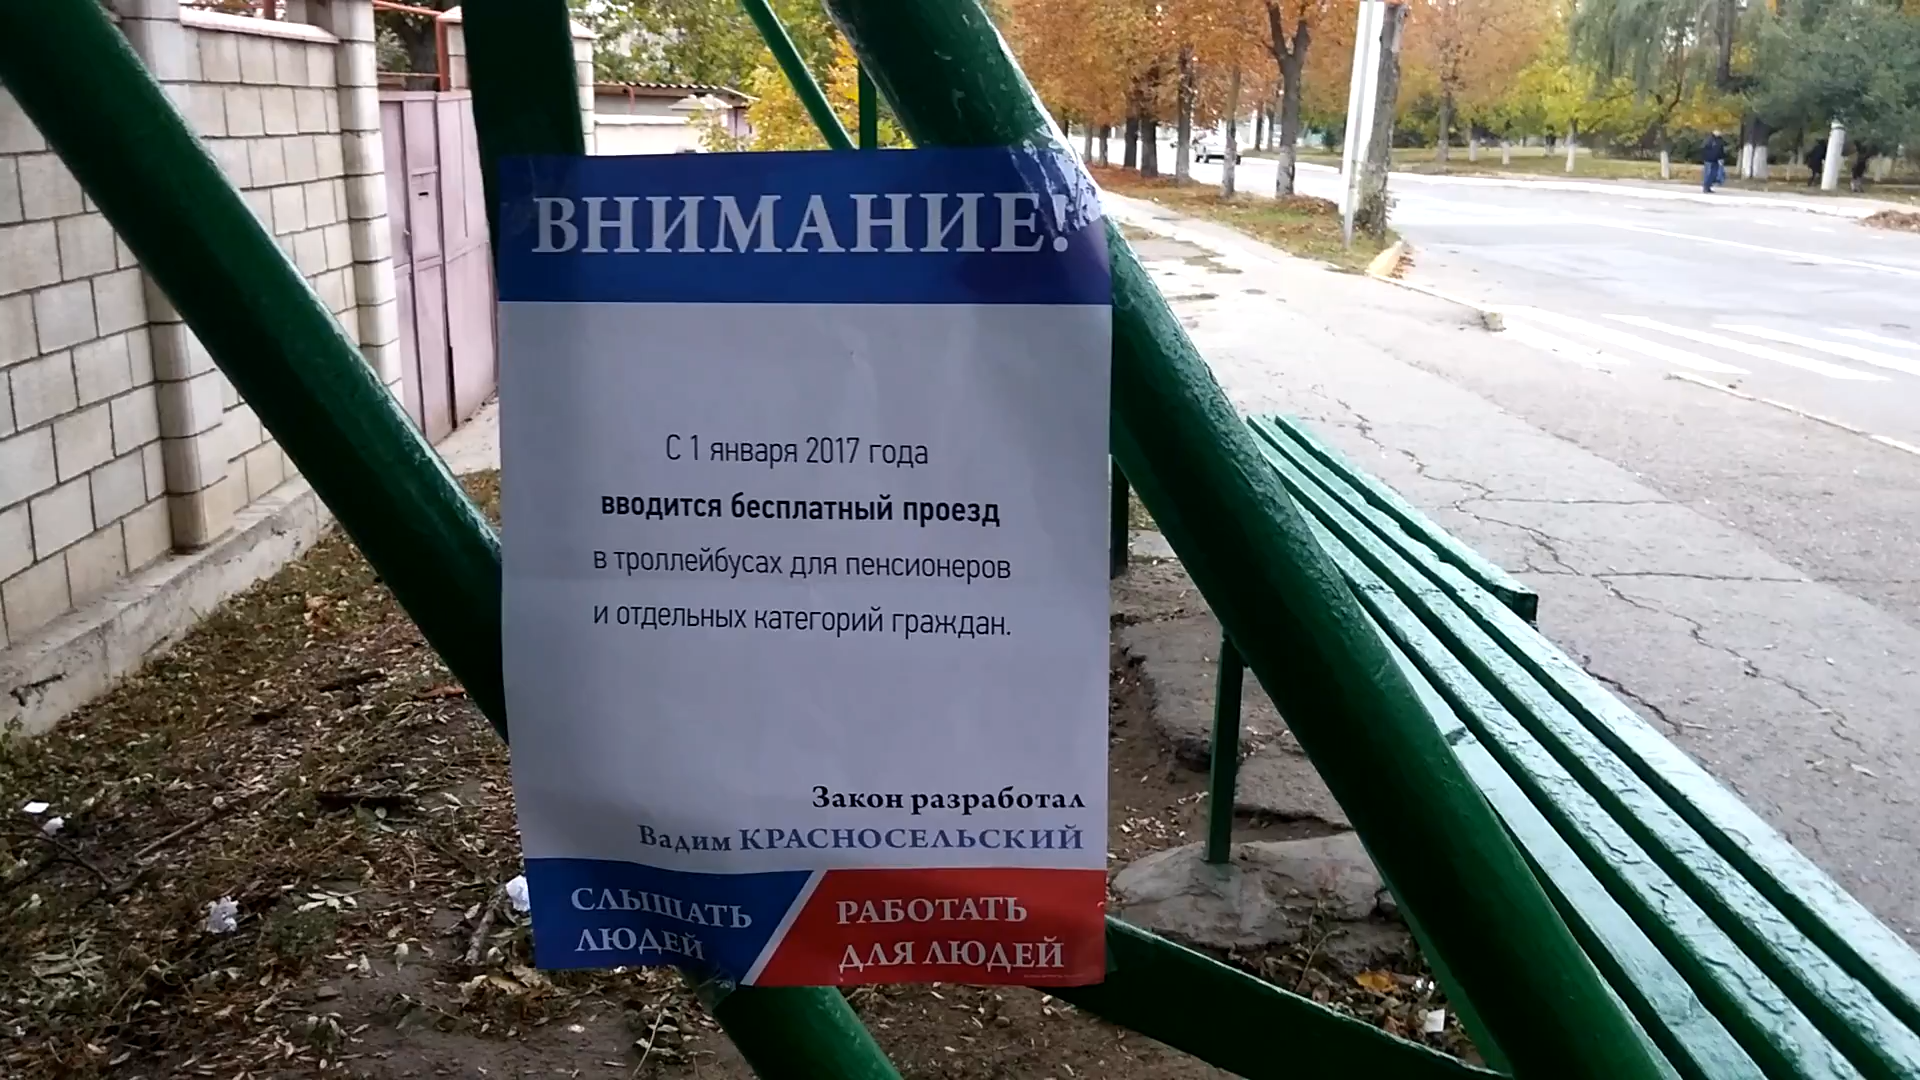 ВНИМАНИЕ!
С 1 января 2017 года
вводится бесплатный проезд
в троллейбусах для пенсионеров
и отдельных категорий граждан.
Закон разработал
Вадим КРАСНОСЕЛЬСКИЙ
СЛЫШАТЬ
ЛЮДЕЙ
РАБОТАТЬ
ДЛЯ ЛЮДЕЙ